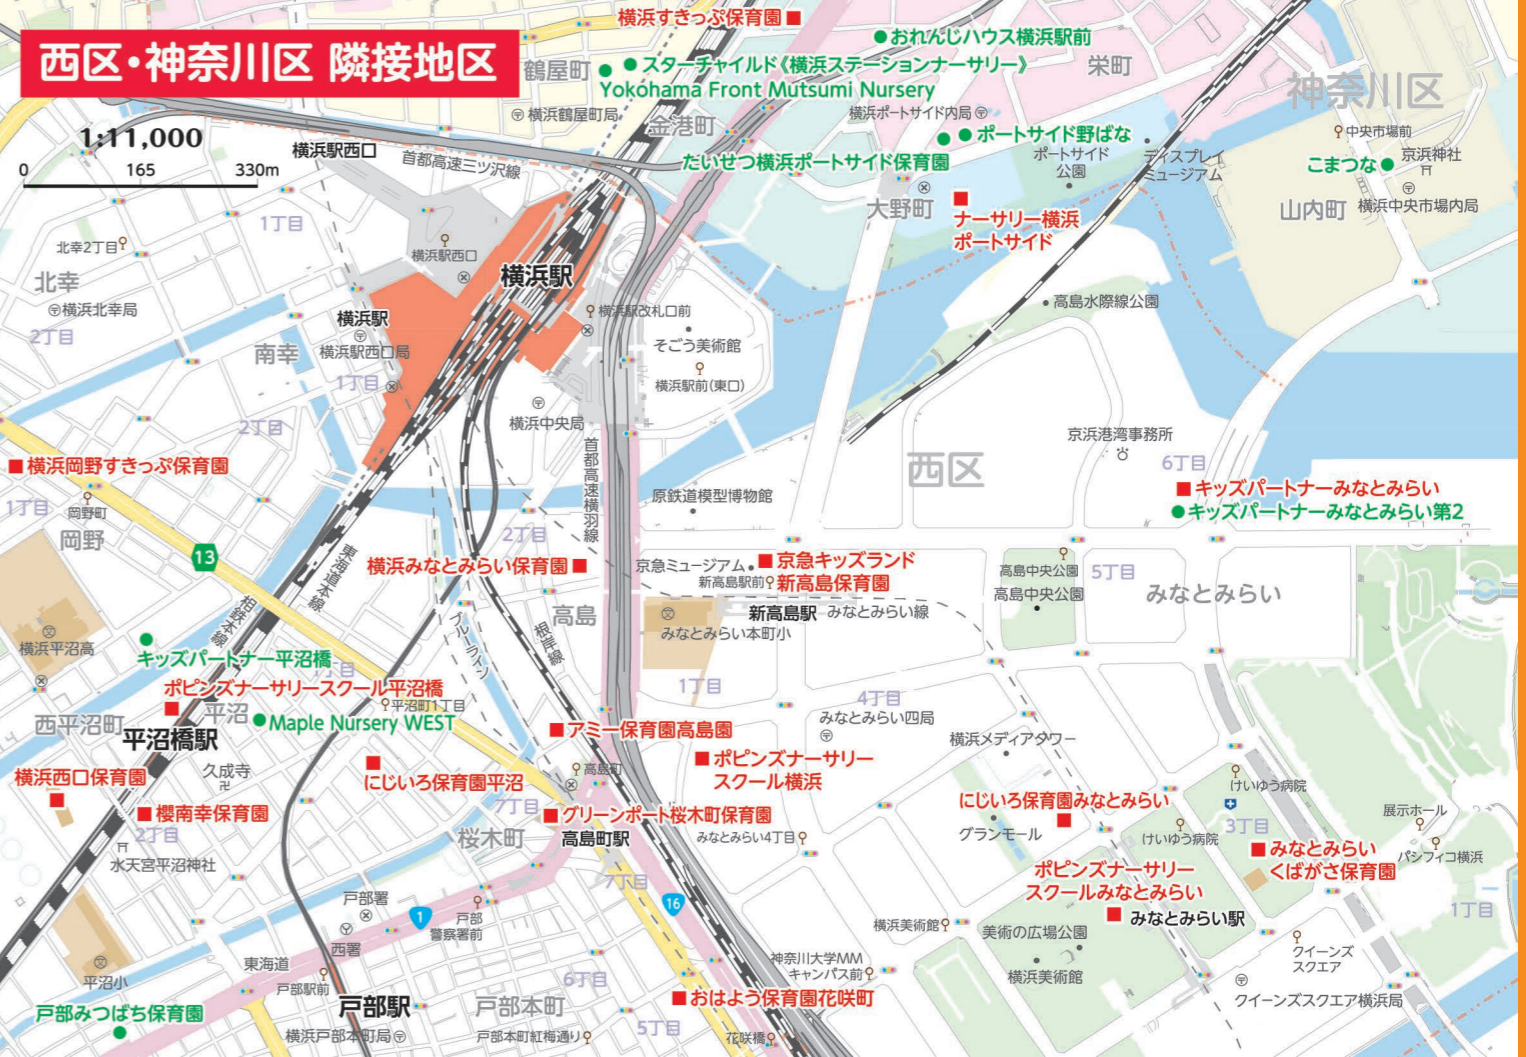 横浜すきっぷ保育園
おれんじハウス横浜駅前
西区・神奈川区 隣接地区
鶴屋町
スターチャイルド《横浜ステーションナーサリー》
栄町
Yokohama Front Mutsumi Nursery
神奈川区
横浜鶴屋町局
金港町
横浜ポートサイド内局
1:11,000
ポートサイド野ばな
中央市場前
横浜駅西口
首都高速三ツ沢線
だいせつ横浜ポートサイド保育園
ポートサイド
公園
ディスプレイ
ミュージアム
こまつな
京浜神社
0 165 330m
大野町
ナーサリー横浜
ポートサイド
山内町
横浜中央市場内局
1丁目
北幸2丁目
横浜駅西口
北幸
横浜駅
横浜北幸局
横浜駅
横浜駅改札口前
高島水際線公園
2丁目
南幸
横浜駅西口局
そごう美術館
1丁目
横浜駅前(東口)
2丁目
横浜中央局
首都高速横羽線
京浜港湾事務所
西区
6丁目
横浜岡野すきっぷ保育園
1丁目
岡野町
岡野
原鉄道模型博物館
キッズパートナーみなとみらい
キッズパートナーみなとみらい第2
13
東海道本線
相鉄本線
2丁目
横浜みなとみらい保育園
京急ミュージアム
京急キッズランド
新高島保育園
新高島駅前
高島中央公園
高島中央公園
5丁目
みなとみらい
高島
新高島駅
みなとみらい線
みなとみらい本町小
ブルーライン
根岸線
横浜平沼高
キッズパートナー平沼橋
1丁目
ポピンズナーサリースクール平沼橋
平沼町1丁目
1丁目
4丁目
西平沼町
平沼
Maple Nursery WEST
平沼橋駅
アミー保育園高島園
みなとみらい四局
横浜メディアタワー
横浜西口保育園
久成寺
にじいろ保育園平沼
高島町
ポピンズナーサリー
スクール横浜
けいゆう病院
櫻南幸保育園
2丁目
7丁目
グリーンポート桜木町保育園
にじいろ保育園みなとみらい
展示ホール
水天宮平沼神社
桜木町
高島町駅
みなとみらい4丁目
グランモール
けいゆう病院
3丁目
みなとみらい
くばがさ保育園
パシフィコ横浜
7丁目
ポピンズナーサリー
スクールみなとみらい
戸部署
16
1
戸部
警察署前
西署
横浜美術館
美術の広場公園
みなとみらい駅
1丁目
東海道
平沼小
戸部駅前
6丁目
神奈川大学MM
キャンパス前
横浜美術館
クイーンズ
スクエア
戸部みつばち保育園
戸部駅
戸部本町
おはよう保育園花咲町
クイーンズスクエア横浜局
横浜戸部本町局
戸部本町紅梅通り
5丁目
花咲橋